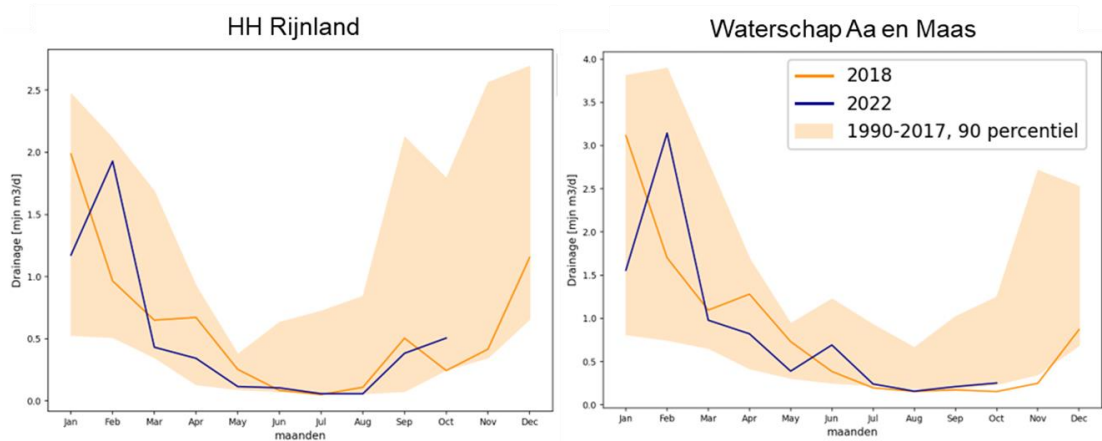 HH Rijnland
Drainage [mjn m3/d]
2.5
2.0
1.5
1.0
0.5
0.0
Jan Feb Mar Apr May Jun Jul Aug Sep Oct Nov Dec
maanden
Waterschap Aa en Maas
2018
2022
1990-2017, 90 percentiel
Drainage [mjn m3/d]
4.0
3.5
3.0
2.5
2.0
1.5
1.0
0.5
0.0
Jan Feb Mar Apr May Jun Jul Aug Sep Oct Nov Dec
maanden